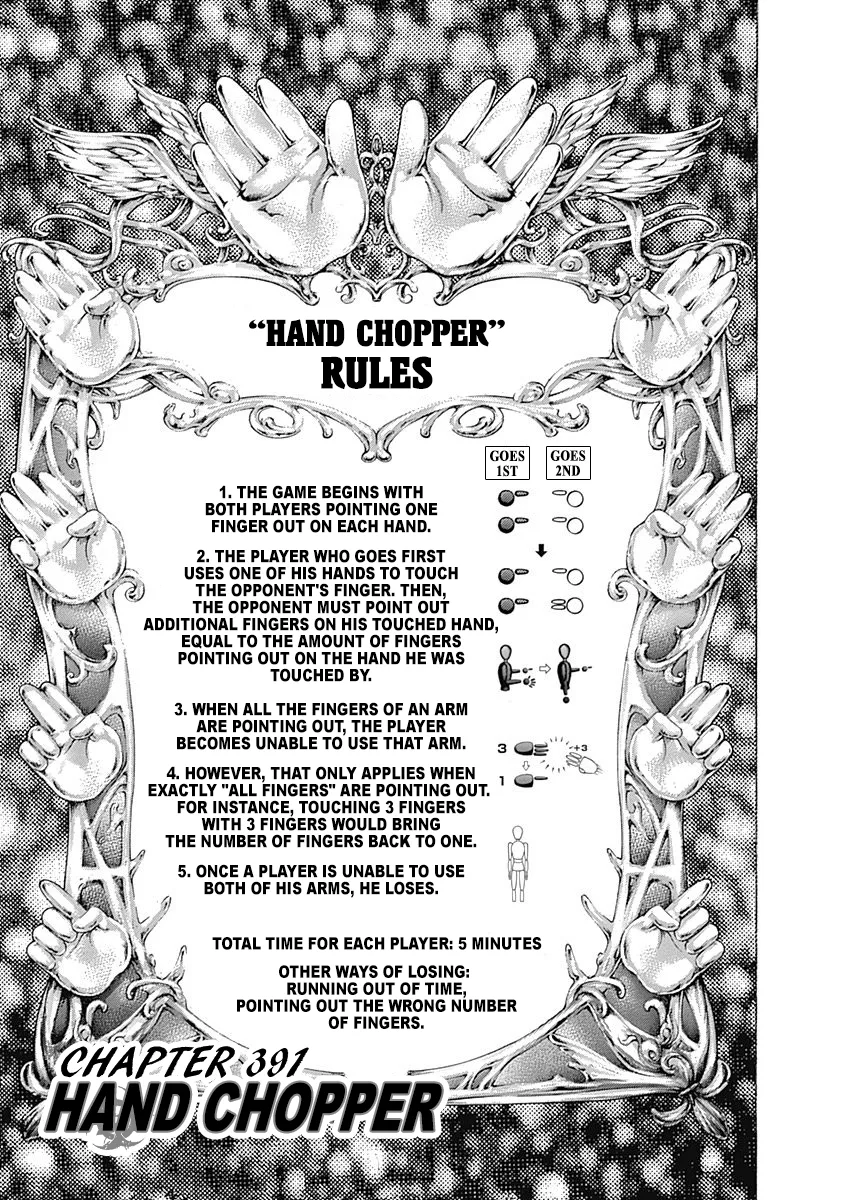 "HAND CHOPPER"
RULES
GOES
1ST
GOES
2ND
1. THE GAME BEGINS WITH
BOTH PLAYERS POINTING ONE
FINGER OUT ON EACH HAND.
2. THE PLAYER WHO GOES FIRST
USES ONE OF HIS HANDS TO TOUCH
THE OPPONENT'S FINGER. THEN,
THE OPPONENT MUST POINT OUT
ADDITIONAL FINGERS ON HIS TOUCHED HAND,
EQUAL TO THE AMOUNT OF FINGERS
POINTING OUT ON THE HAND HE WAS
TOUCHED BY.
3. WHEN ALL THE FINGERS OF AN ARM
ARE POINTING OUT, THE PLAYER
BECOMES UNABLE TO USE THAT ARM.
3
+3
1
4. HOWEVER, THAT ONLY APPLIES WHEN
EXACTLY "ALL FINGERS" ARE POINTING OUT.
FOR INSTANCE, TOUCHING 3 FINGERS
WITH 3 FINGERS WOULD BRING
THE NUMBER OF FINGERS BACK TO ONE.
5. ONCE A PLAYER IS UNABLE TO USE
BOTH OF HIS ARMS, HE LOSES.
TOTAL TIME FOR EACH PLAYER: 5 MINUTES
OTHER WAYS OF LOSING:
RUNNING OUT OF TIME,
POINTING OUT THE WRONG NUMBER
OF FINGERS.
CHAPTER 391
HAND CHOPPER